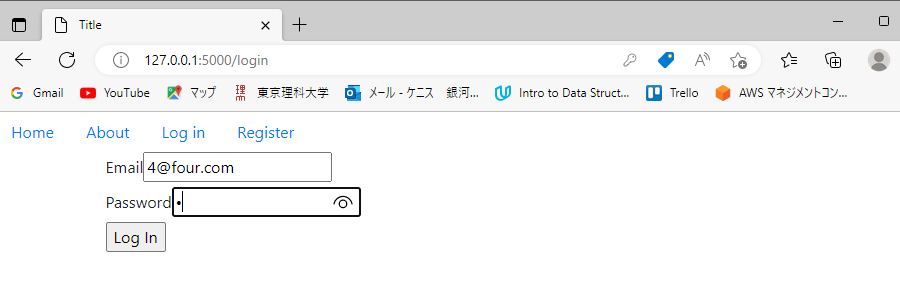 Title
127.0.0.1:5000/login
Gmail YouTube マップ 東京理科大学 メール - ケニス 銀河... Intro to Data Struct... Trello AWS マネジメントコン...
Home About Log in Register
Email 4@four.com
Password •
Log In